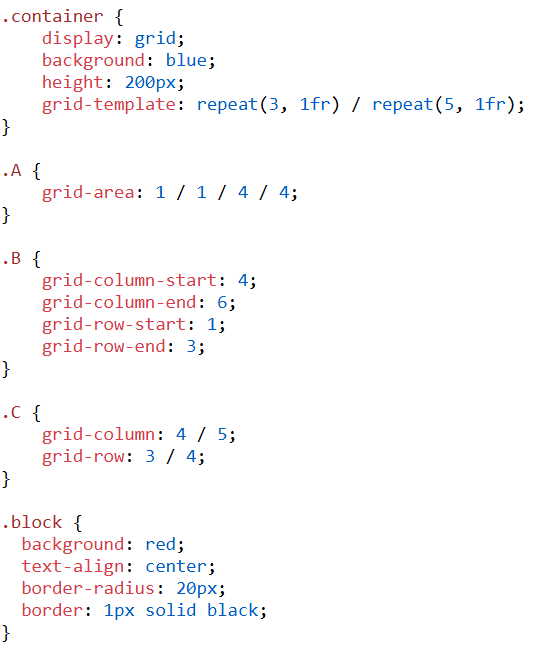 .container {
    display: grid;
    background: blue;
    height: 200px;
    grid-template: repeat(3, 1fr) / repeat(5, 1fr);
}

.A {
    grid-area: 1 / 1 / 4 / 4;
}

.B {
    grid-column-start: 4;
    grid-column-end: 6;
    grid-row-start: 1;
    grid-row-end: 3;
}

.C {
    grid-column: 4 / 5;
    grid-row: 3 / 4;
}

.block {
  background: red;
  text-align: center;
  border-radius: 20px;
  border: 1px solid black;
}